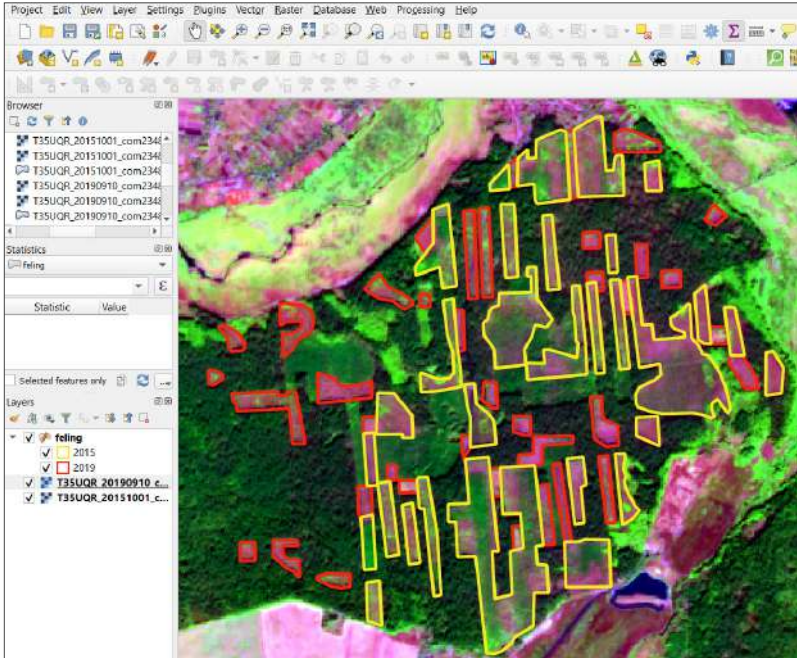 Project Edit View Layer Settings Plugins Vector Raster Database Web Processing Help
Browser
T35UQR_20151001_com234
T35UQR_20151001_com234
T35UQR_20151001_com234
T35UQR_20190910_com234
T35UQR_20190910_com234
T35UQR_20190910_com234
Statistics
feling
ε
Statistic Value
Selected features only
Layers
feling
2015
2019
T35UQR_20190910_c...
T35UQR_20151001_c...